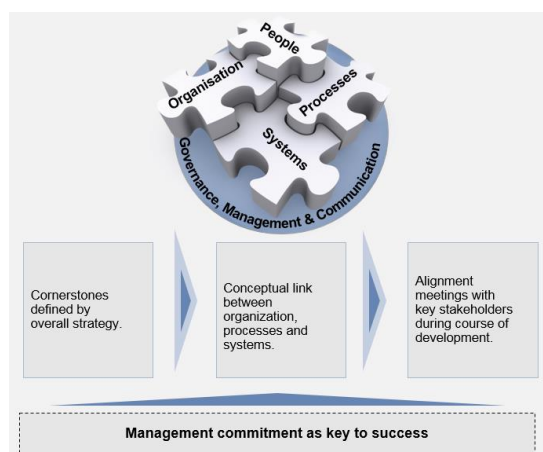 People
Organisation
Processes
Systems
Governance, Management & Communication
Cornerstones
defined by
overall strategy.
Conceptual link
between
organization,
processes and
systems.
Alignment
meetings with
key stakeholders
during course of
development.
Management commitment as key to success